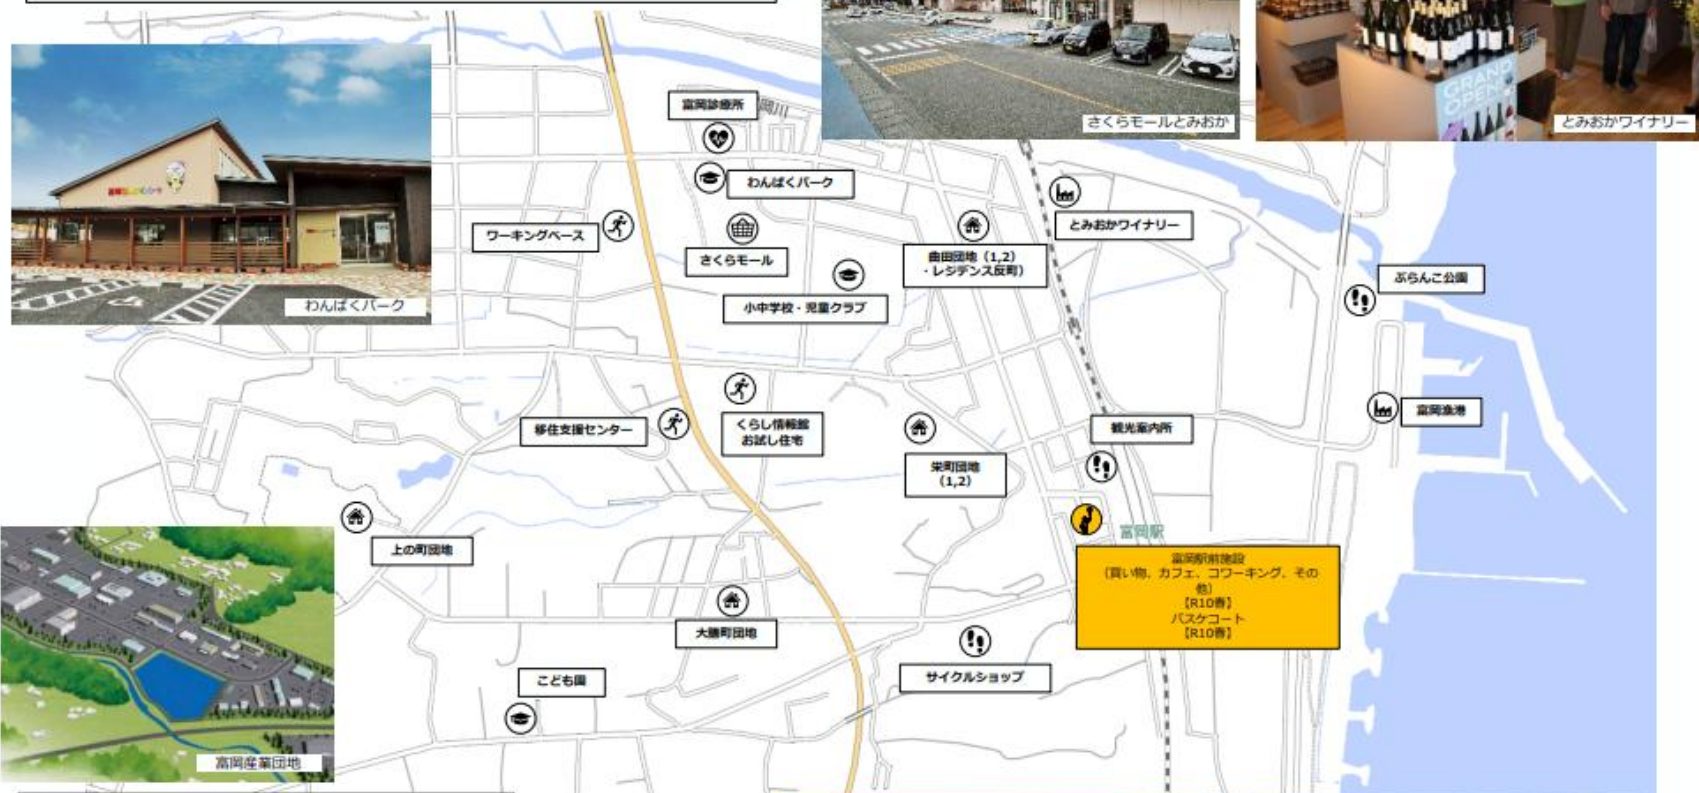 さくらモールとみおか
GRAND
OPEN
とみおかワイナリー
富岡診療所
わんぱくパーク
ワーキングベース
さくらモール
曲田団地（1,2）
・レジデンス反町）
とみおかワイナリー
ぶらんこ公園
わんぱくパーク
小中学校・児童クラブ
移住支援センター
くらし情報館
お試し住宅
栄町団地
（1,2）
観光案内所
富岡漁港
上の町団地
富岡駅
富岡駅前施設
（買い物、カフェ、コワーキング、その
他）
【R10春】
バスケコート
【R10春】
大膳町団地
サイクルショップ
こども園
富岡産業団地